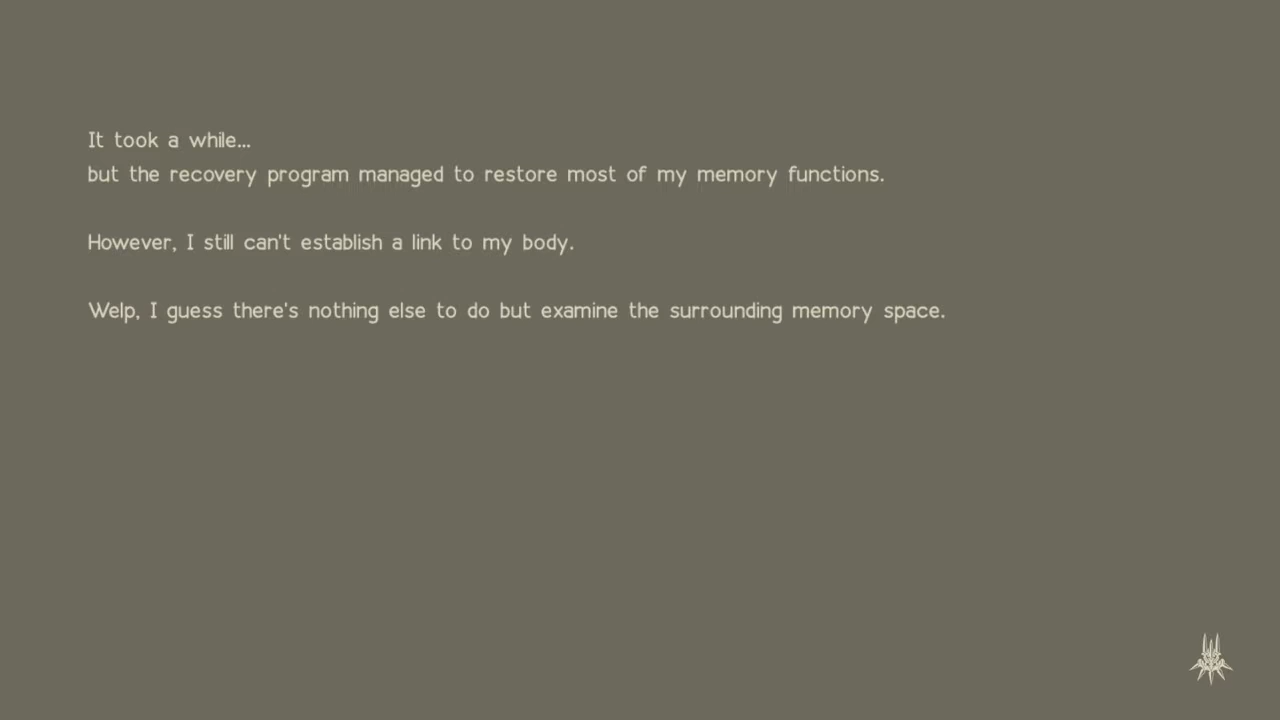 It took a while...
but the recovery program managed to restore most of my memory functions.
However, I still can't establish a link to my body.
Welp, I guess there's nothing else to do but examine the surrounding memory space.